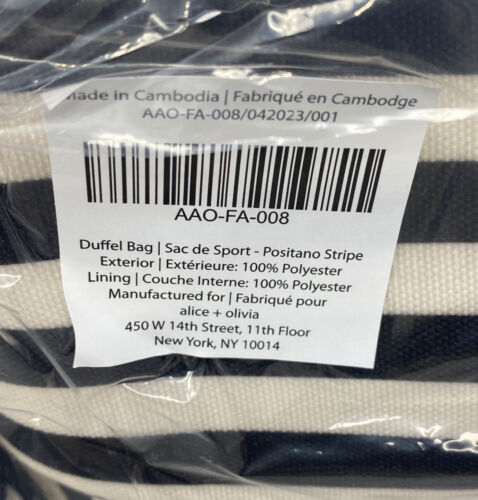 Made in Cambodia | Fabriqué en Cambodge
AAO-FA-008/042023/001
AAO-FA-008
Duffel Bag | Sac de Sport - Positano Stripe
Exterior | Extérieure: 100% Polyester
Lining | Couche Interne: 100% Polyester
Manufactured for | Fabriqué pour
alice + olivia
450 W 14th Street, 11th Floor
New York, NY 10014